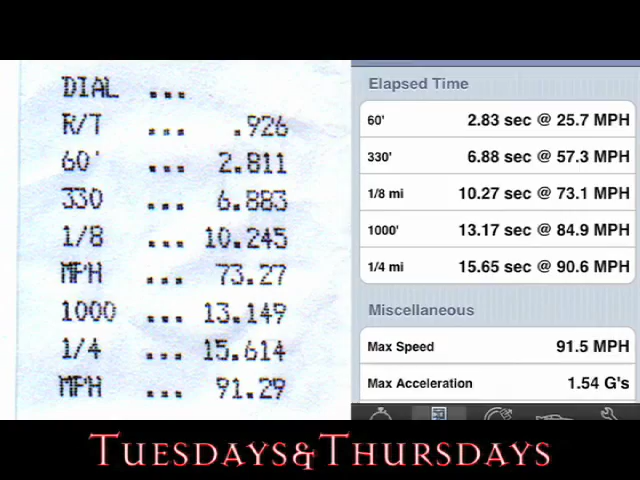 DIAL ...
R/T ... .926
60' ... 2.811
330 ... 6.883
1/8 ... 10.245
MPH ... 73.27
1000 ... 13.149
1/4 ... 15.614
MPH ... 91.29
Elapsed Time
60' 2.83 sec @ 25.7 MPH
330' 6.88 sec @ 57.3 MPH
1/8 mi 10.27 sec @ 73.1 MPH
1000' 13.17 sec @ 84.9 MPH
1/4 mi 15.65 sec @ 90.6 MPH
Miscellaneous
Max Speed 91.5 MPH
Max Acceleration 1.54 G's
TUESDAYS&THURSDAYS